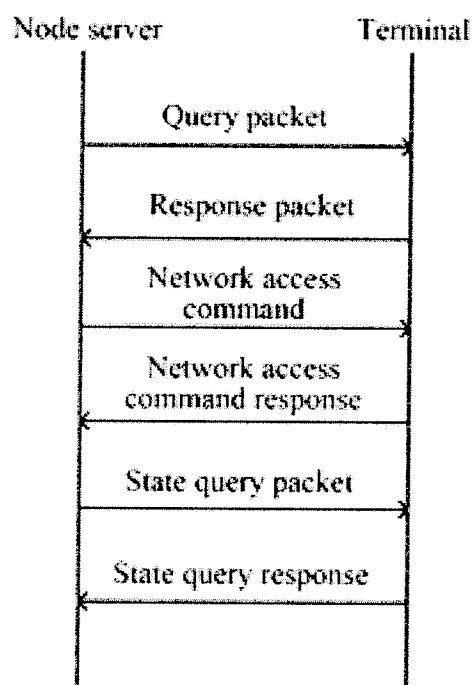 Node server
Terminal
Query packet
Response packet
Network access
command
Network access
command response
State query packet
State query response